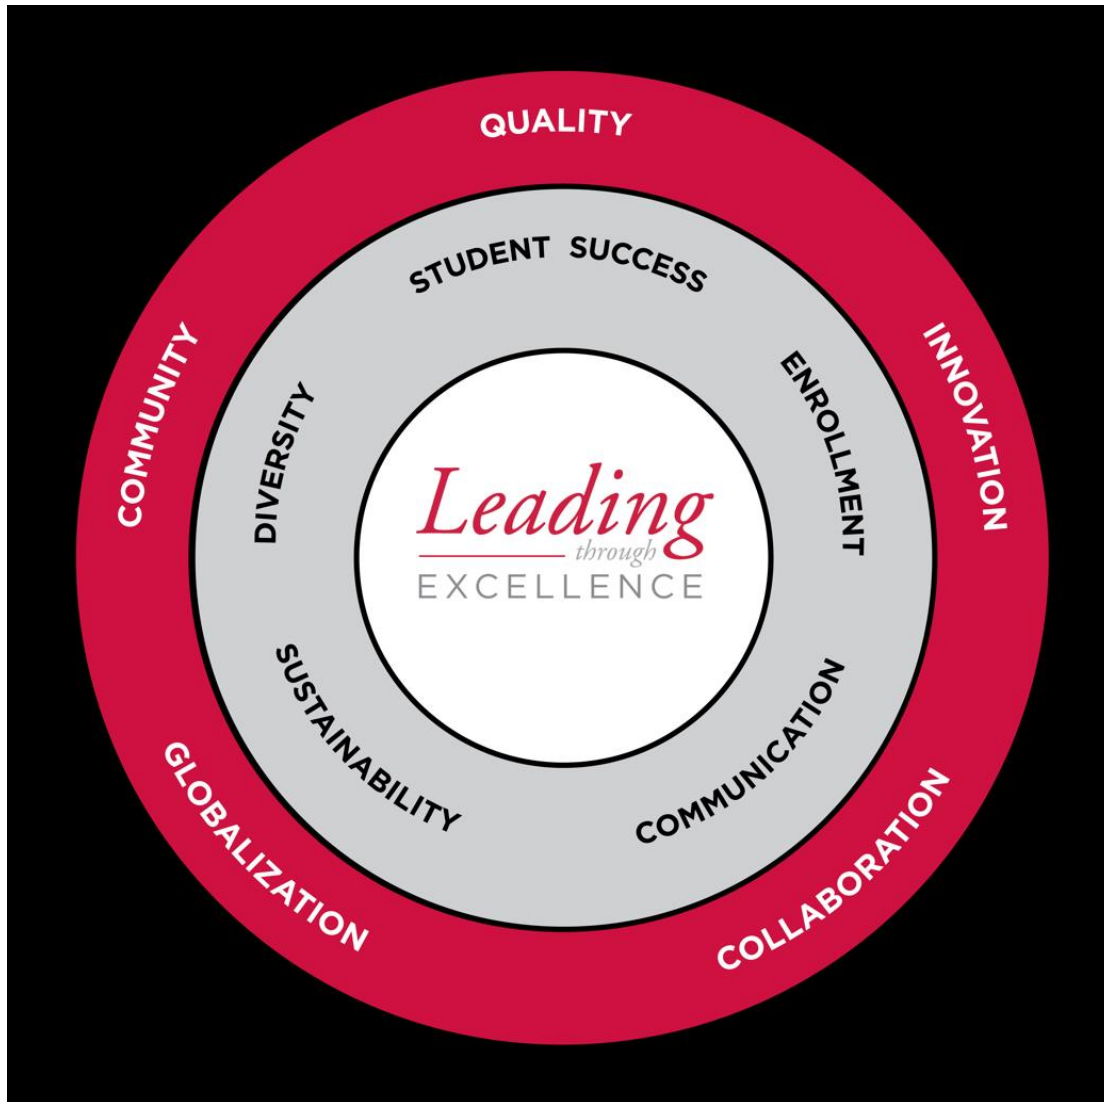 QUALITY
INNOVATION
COLLABORATION
GLOBALIZATION
COMMUNITY
STUDENT SUCCESS
ENROLLMENT
COMMUNICATION
SUSTAINABILITY
DIVERSITY
Leading
through
EXCELLENCE